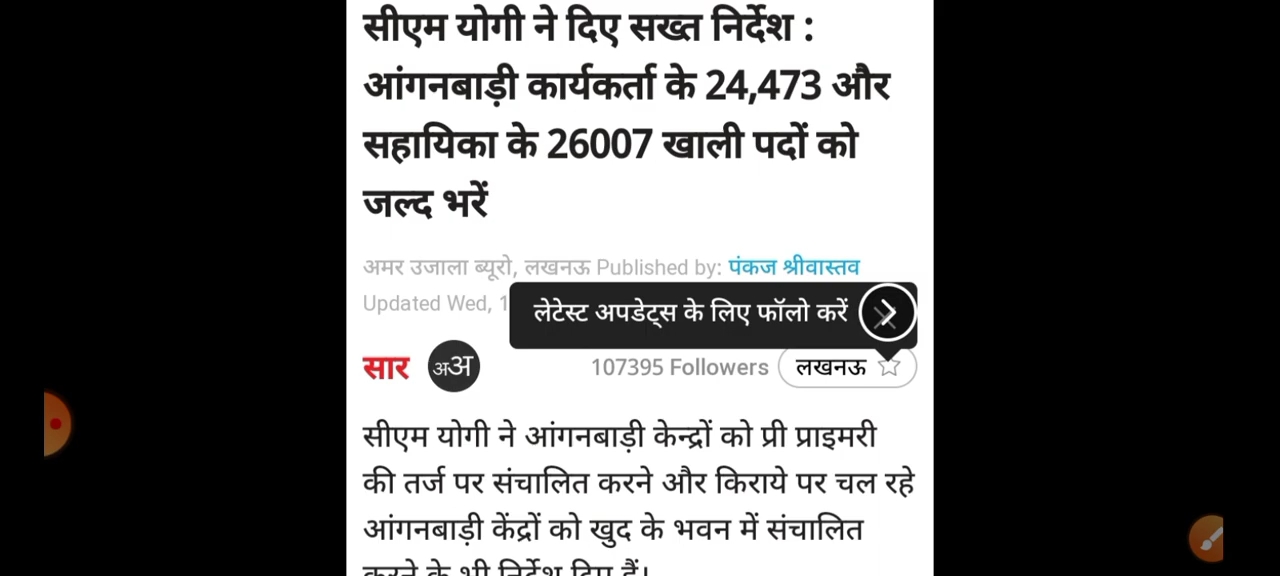 सीएम योगी ने दिए सख्त निर्देश :
आंगनबाड़ी कार्यकर्ता के 24,473 और
सहायिका के 26007 खाली पदों को
जल्द भरें
अमर उजाला ब्यूरो, लखनऊ Published by: पंकज श्रीवास्तव
Updated Wed, 1
लेटेस्ट अपडेट्स के लिए फॉलो करें
सार अअ 107395 Followers लखनऊ
सीएम योगी ने आंगनबाड़ी केन्द्रों को प्री प्राइमरी
की तर्ज पर संचालित करने और किराये पर चल रहे
आंगनबाड़ी केंद्रों को खुद के भवन में संचालित
करने के भी निर्देश दिए हैं।